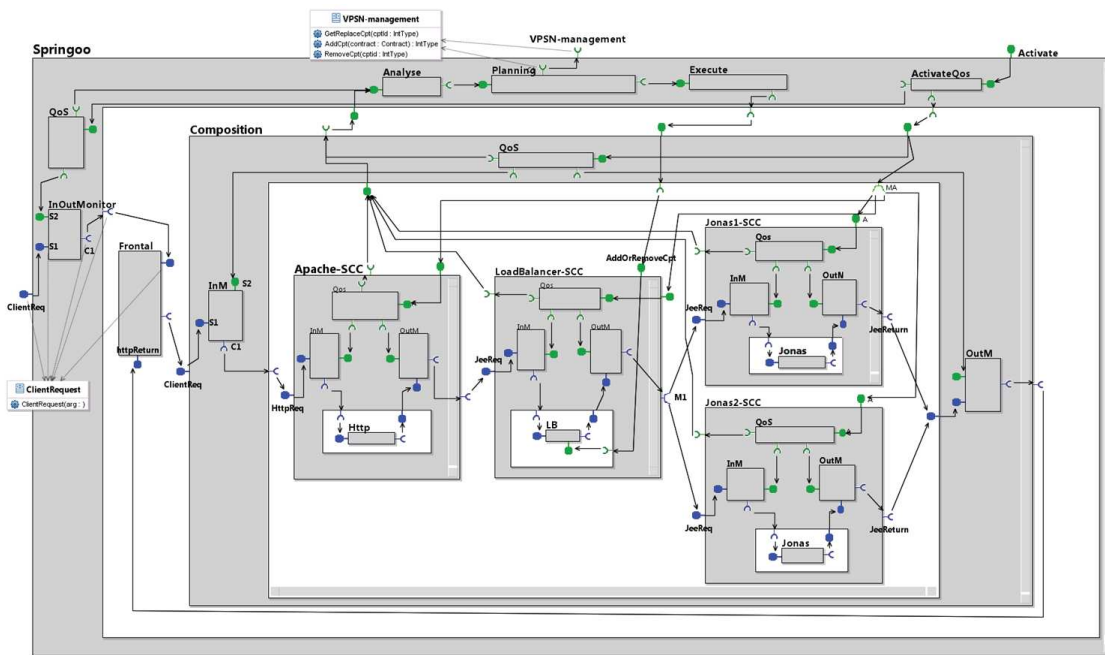 VPSN-management
GetReplaceCpt(cptId : IntType)
AddCpt(contract : Contract) : IntType
RemoveCpt(cptId : IntType)
VPSN-management
Springoo
Activate
Analyse
Planning
Execute
ActivateQos
QoS
Composition
QoS
InOutMonitor
S2
S1
C1
MA
Jonas1-SCC
A
Frontal
Qos
AddOrRemoveCpt
InM
S2
Apache-SCC
LoadBalancer-SCC
InM
OutN
ClientReq
Qos
Qos
JeeReq
JeeReturn
S1
InM
OutM
InM
OutM
httpReturn
C1
JeeReq
Jonas
ClientReq
OutM
ClientRequest
ClientRequest(arg : )
HttpReq
M1
A
Jonas2-SCC
Http
LB
QoS
InM
OutM
JeeReq
JeeReturn
Jonas